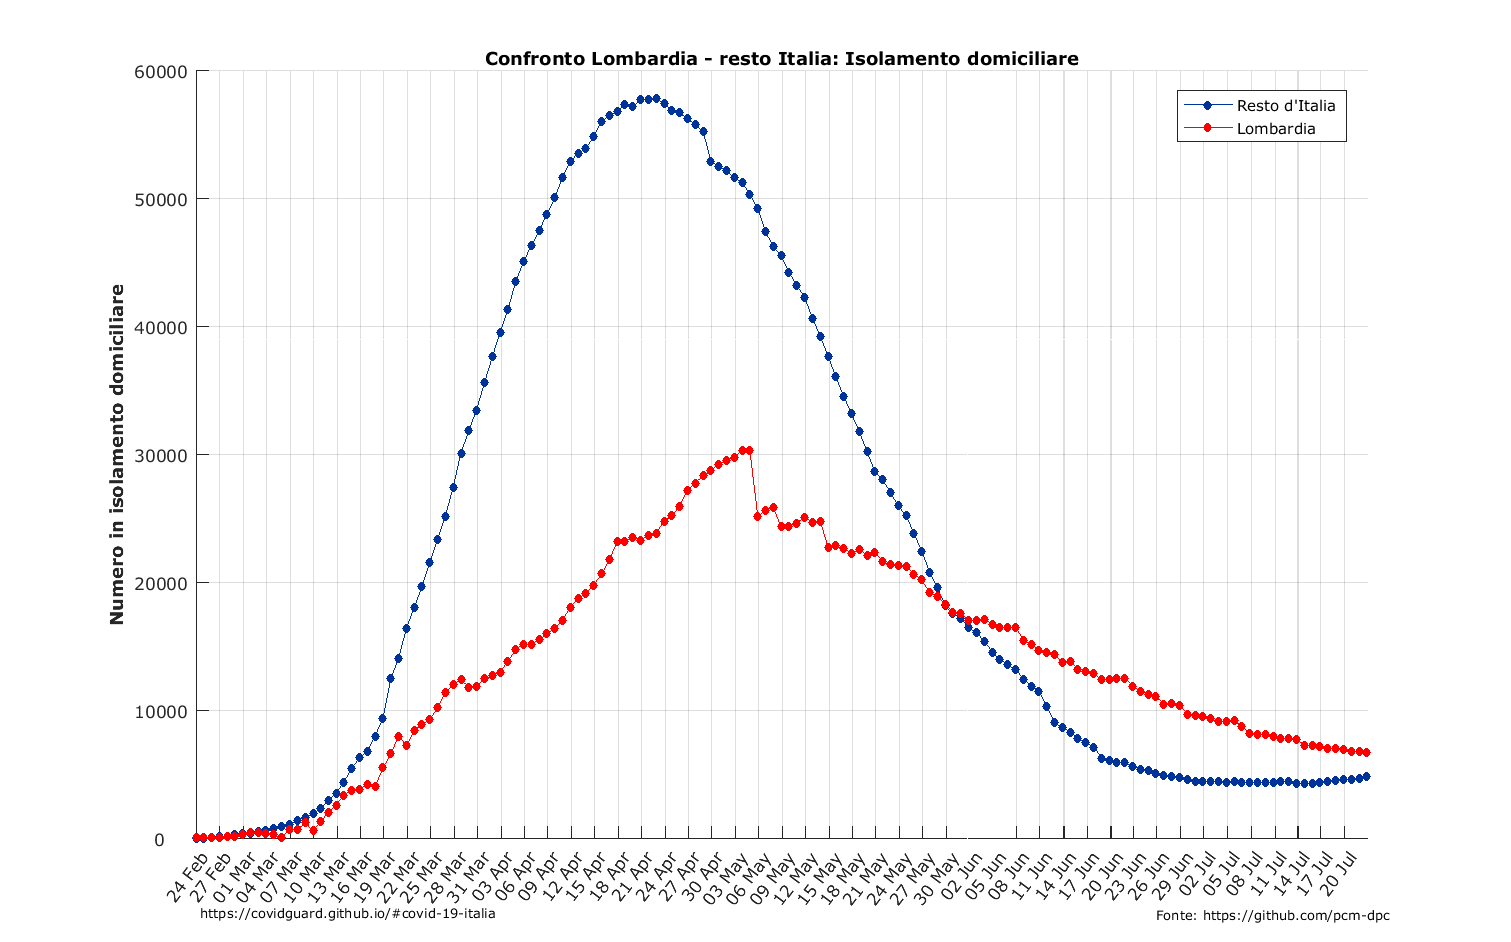 Confronto Lombardia - resto Italia: Isolamento domiciliare
Numero in isolamento domiciliare
60000
50000
40000
30000
20000
10000
0
Resto d'Italia
Lombardia
24 Feb
27 Feb
01 Mar
04 Mar
07 Mar
10 Mar
13 Mar
16 Mar
19 Mar
22 Mar
25 Mar
28 Mar
31 Mar
03 Apr
06 Apr
09 Apr
12 Apr
15 Apr
18 Apr
21 Apr
24 Apr
27 Apr
30 Apr
03 May
06 May
09 May
12 May
15 May
18 May
21 May
24 May
27 May
30 May
02 Jun
05 Jun
08 Jun
11 Jun
14 Jun
17 Jun
20 Jun
23 Jun
26 Jun
29 Jun
02 Jul
05 Jul
08 Jul
11 Jul
14 Jul
17 Jul
20 Jul
https://covidguard.github.io/#covid-19-italia
Fonte: https://github.com/pcm-dpc